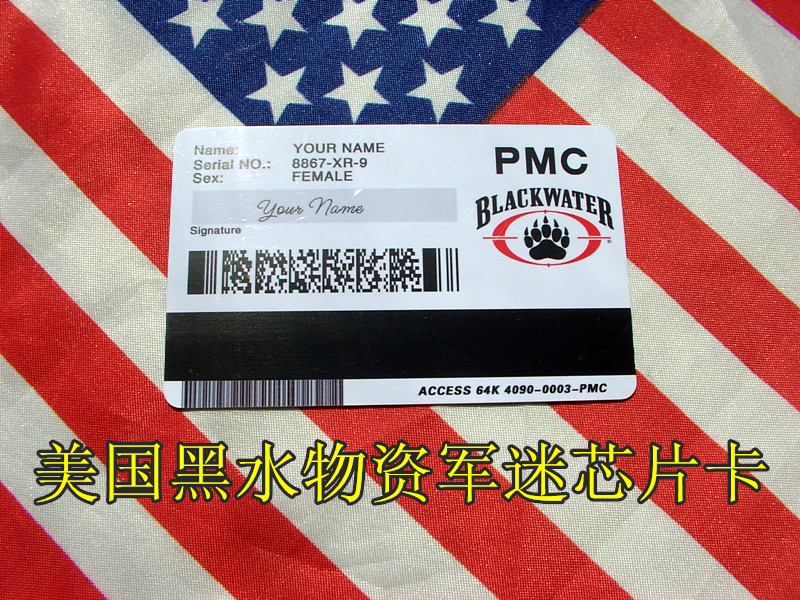 Name: YOUR NAME
Serial NO.: 8867-XR-9
Sex: FEMALE
Your Name
Signature
PMC
BLACKWATER
ACCESS 64K 4090-0003-PMC
美国黑水物资军迷芯片卡